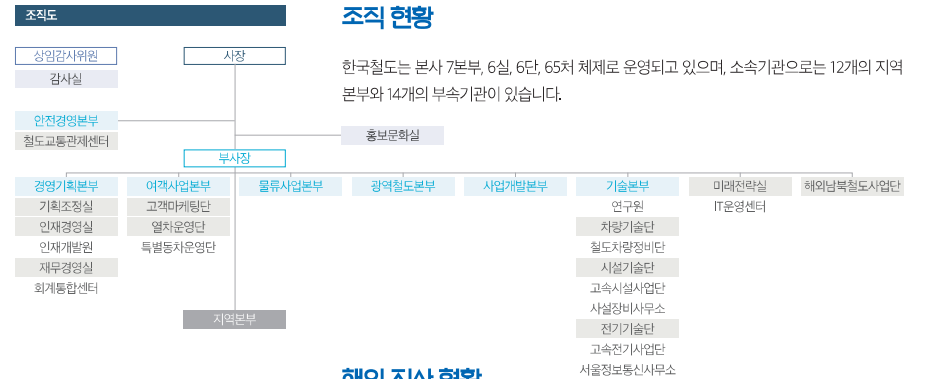 조직도
조직 현황
한국철도는 본사 7본부, 6실, 6단, 65처 체제로 운영되고 있으며, 소속기관으로는 12개의 지역
본부와 14개의 부속기관이 있습니다.
상임감사위원
감사실
사장
안전경영본부
철도교통관제센터
홍보문화실
부사장
경영기획본부
기획조정실
인재경영실
인재개발원
재무경영실
회계통합센터
여객사업본부
고객마케팅단
열차운영단
특별동차운영단
물류사업본부
광역철도본부
사업개발본부
기술본부
연구원
차량기술단
철도차량정비단
시설기술단
고속시설사업단
시설장비사무소
전기기술단
고속전기사업단
서울정보통신사무소
미래전략실
IT운영센터
해외남북철도사업단
지역본부
해외 지사 현황